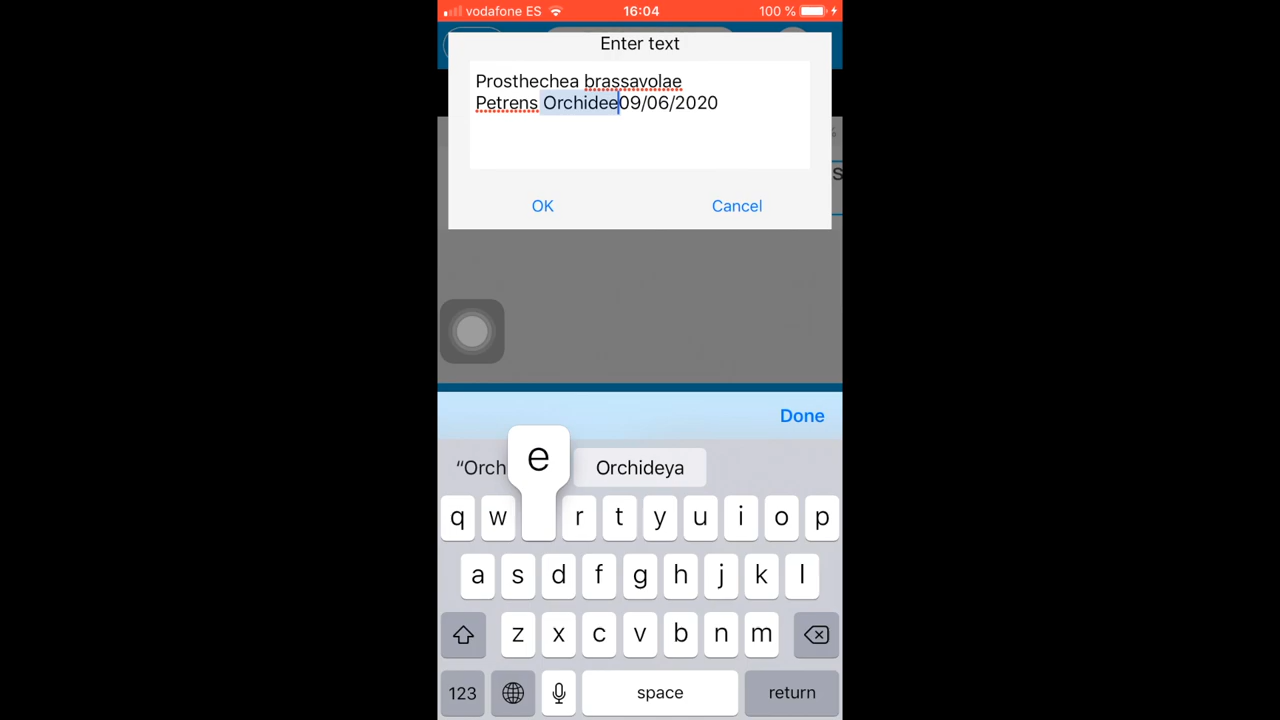 vodafone ES 16:04 100 %
Enter text
Prosthechea brassavolae
Petrens Orchidee09/06/2020
OK Cancel
Done
“Orch Orchideya
e
q w r t y u i o p
a s d f g h j k l
z x c v b n m
123 space return